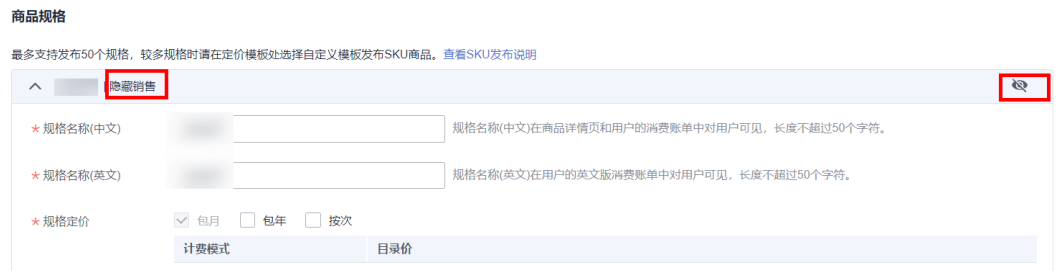 商品规格
最多支持发布50个规格，较多规格时请在定价模板处选择自定义模板发布SKU商品。查看SKU发布说明
隐藏销售
* 规格名称(中文) 规格名称(中文)在商品详情页和用户的消费账单中对用户可见，长度不超过50个字符。
* 规格名称(英文) 规格名称(英文)在用户的英文版消费账单中对用户可见，长度不超过50个字符。
* 规格定价 包月 包年 按次
计费模式 目录价